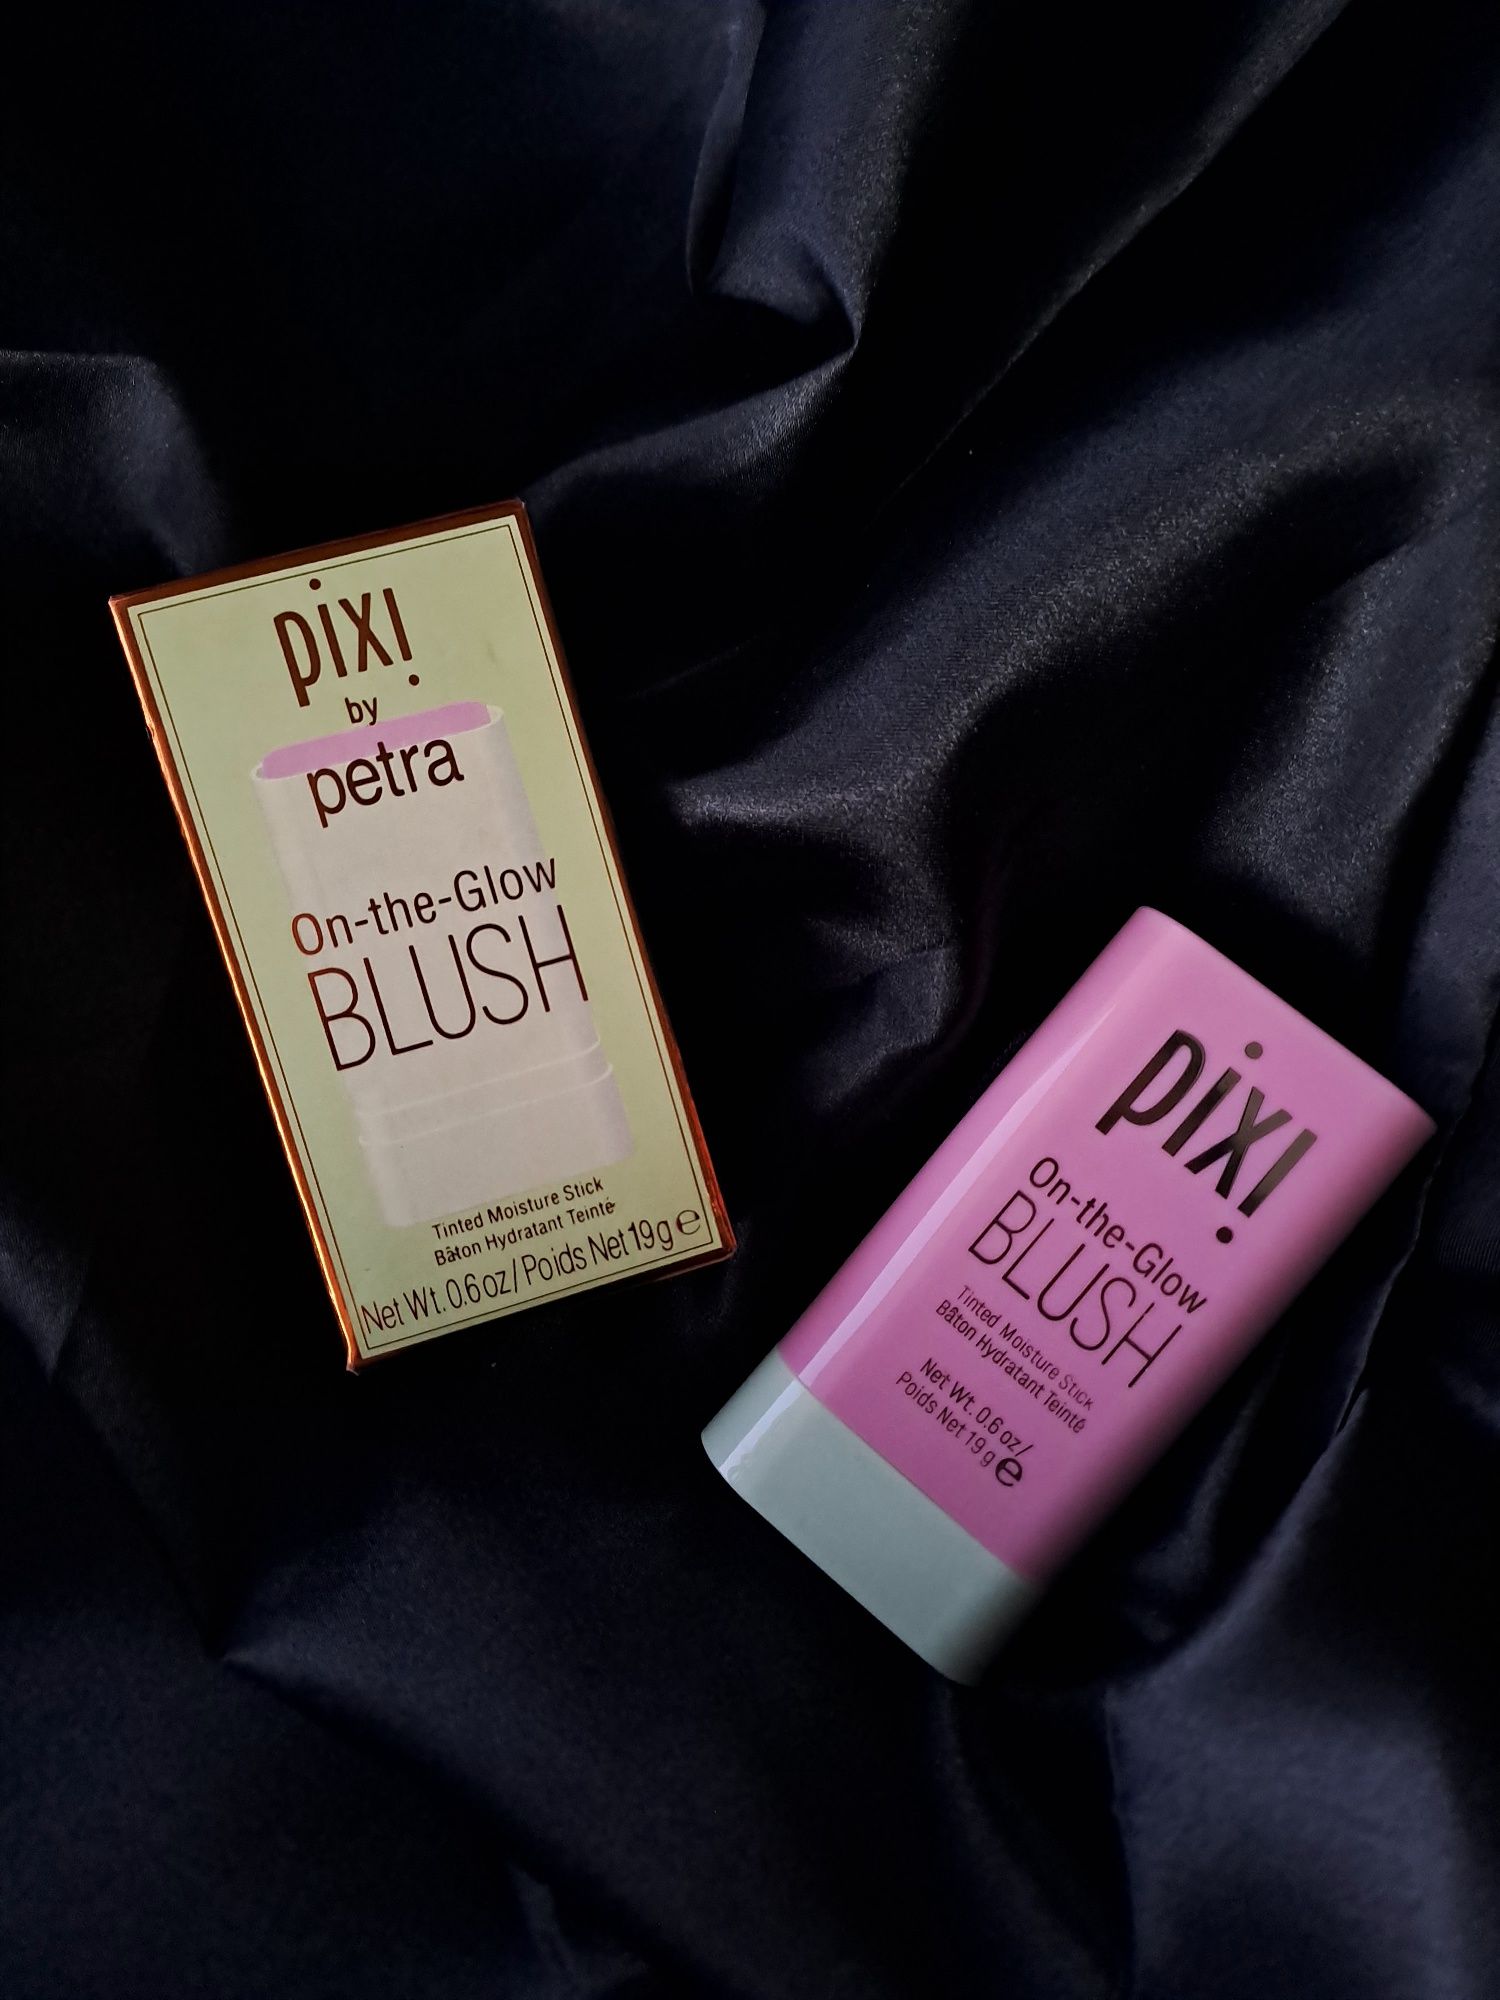 pixi
by
petra
On-the-Glow
BLUSH
Tinted Moisture Stick
Bâton Hydratant Teinté
Net Wt. 0.6 oz/Poids Net 19 g ℮
pixi
On-the-Glow
BLUSH
Tinted Moisture Stick
Bâton Hydratant Teinté
Net Wt. 0.6 oz/
Poids Net 19 g ℮